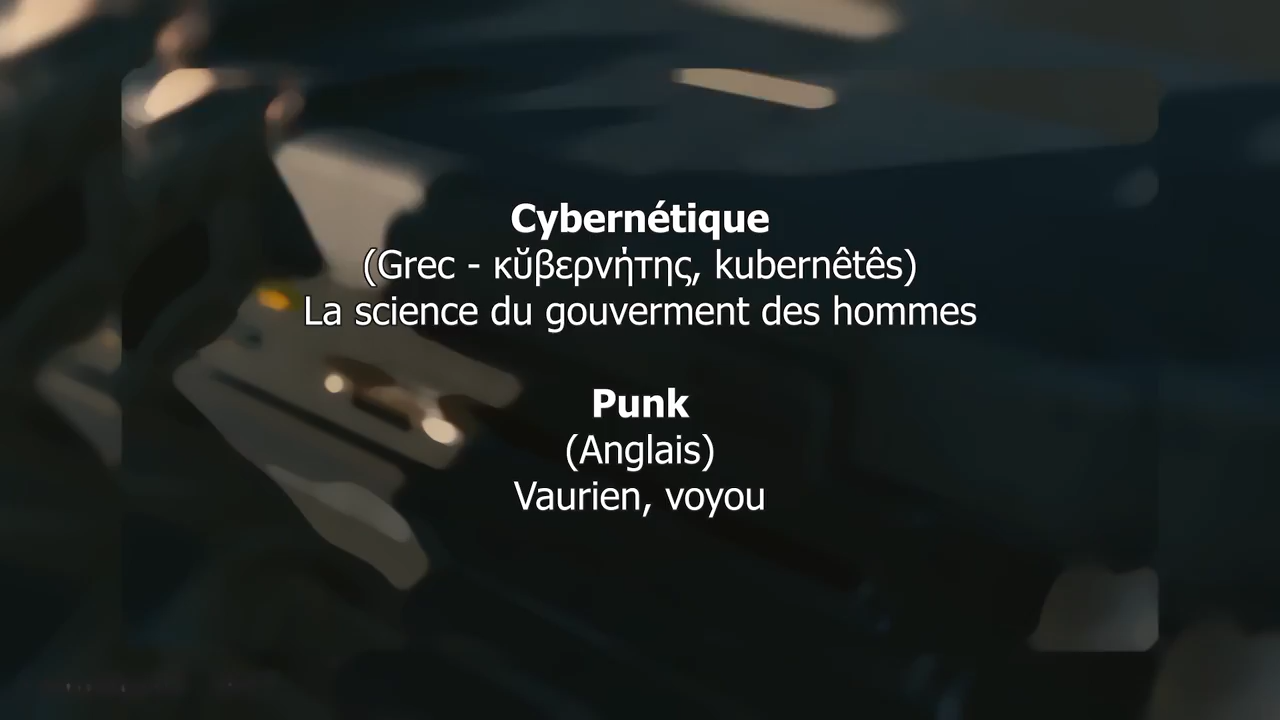 Cybernétique
(Grec - κῠβερνήτης, kubernêtês)
La science du gouverment des hommes
Punk
(Anglais)
Vaurien, voyou